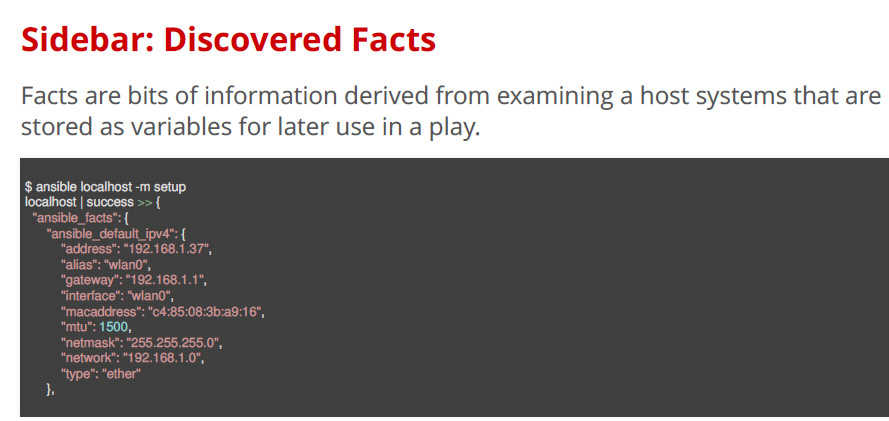 Sidebar: Discovered Facts
Facts are bits of information derived from examining a host systems that are
stored as variables for later use in a play.
$ ansible localhost -m setup
localhost | success >> {
"ansible_facts": {
"ansible_default_ipv4": {
"address": "192.168.1.37",
"alias": "wlan0",
"gateway": "192.168.1.1",
"interface": "wlan0",
"macaddress": "c4:85:08:3b:a9:16",
"mtu": 1500,
"netmask": "255.255.255.0",
"network": "192.168.1.0",
"type": "ether"
},